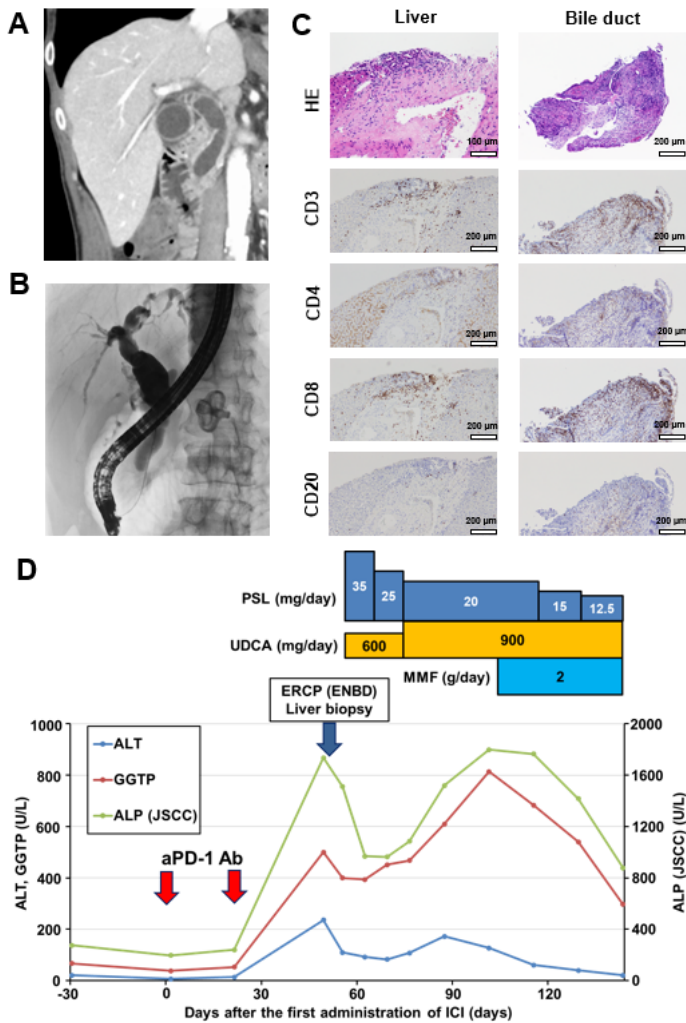 A
B
C
Liver
Bile duct
HE
100 µm
200 µm
CD3
200 µm
200 µm
CD4
200 µm
200 µm
CD8
200 µm
200 µm
CD20
200 µm
200 µm
D
PSL (mg/day)
35
25
20
15
12.5
UDCA (mg/day)
600
900
MMF (g/day)
2
ERCP (ENBD)
Liver biopsy
ALT
GGTP
ALP (JSCC)
aPD-1 Ab
ALT, GGTP (U/L)
1000
800
600
400
200
0
ALP (JSCC) (U/L)
2000
1600
1200
800
400
0
-30
0
30
60
90
120
Days after the first administration of ICI (days)